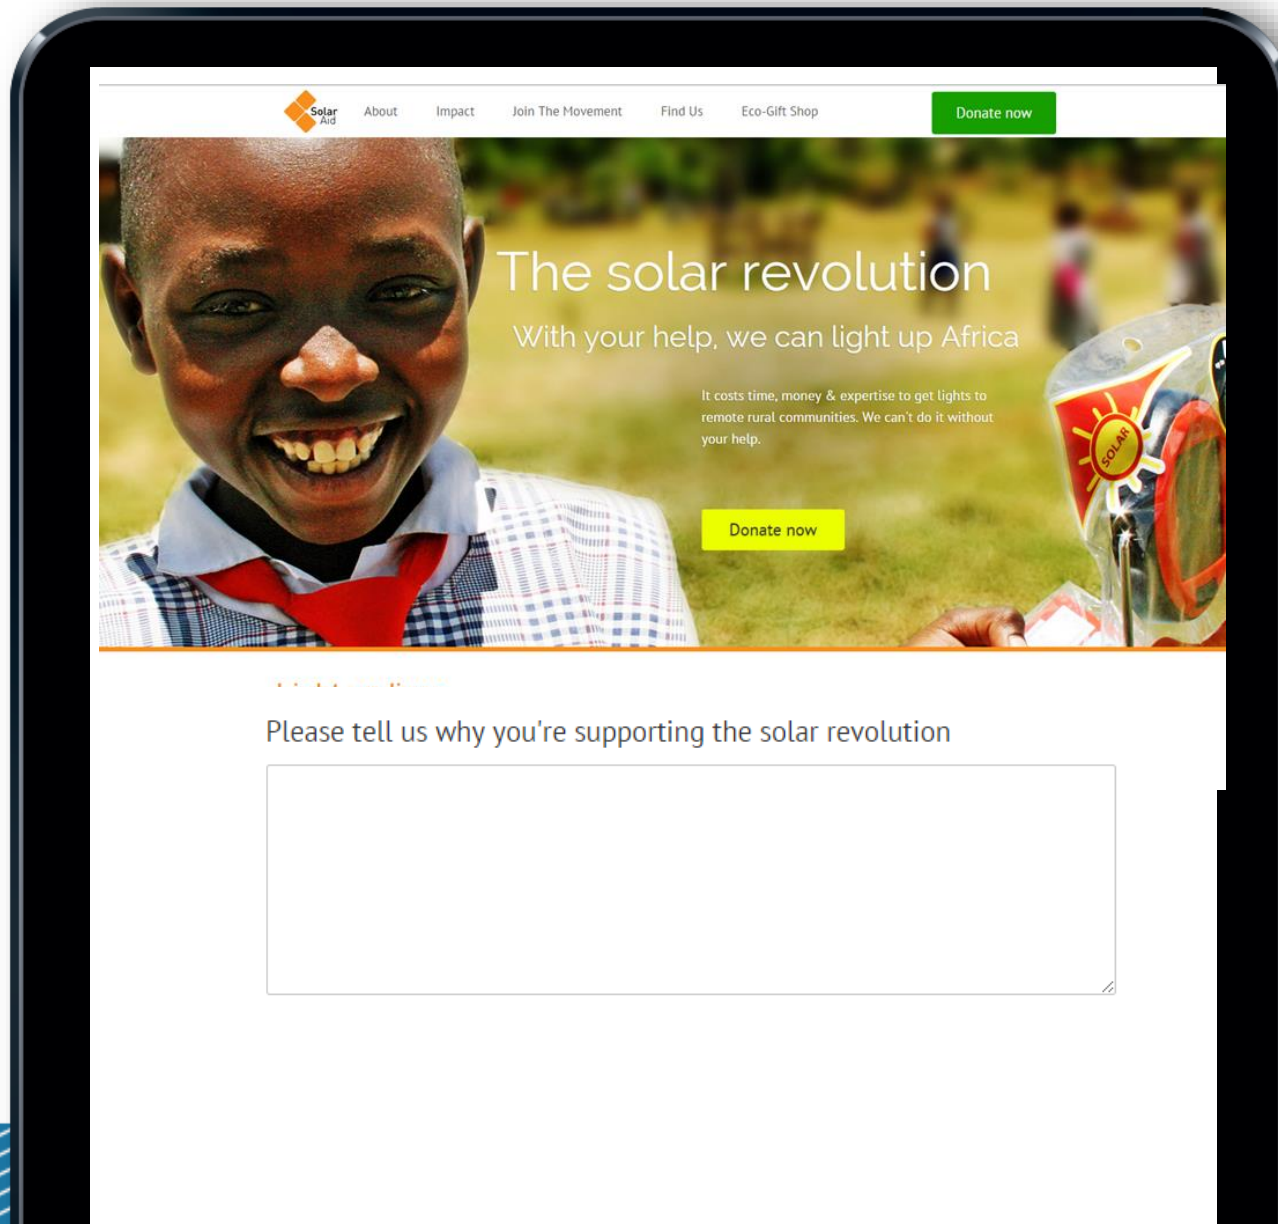 Solar
Aid
About
Impact
Join The Movement
Find Us
Eco-Gift Shop
Donate now
The solar revolution
With your help, we can light up Africa
It costs time, money & expertise to get lights to
remote rural communities. We can't do it without
your help.
Donate now
SOLAR
Please tell us why you're supporting the solar revolution